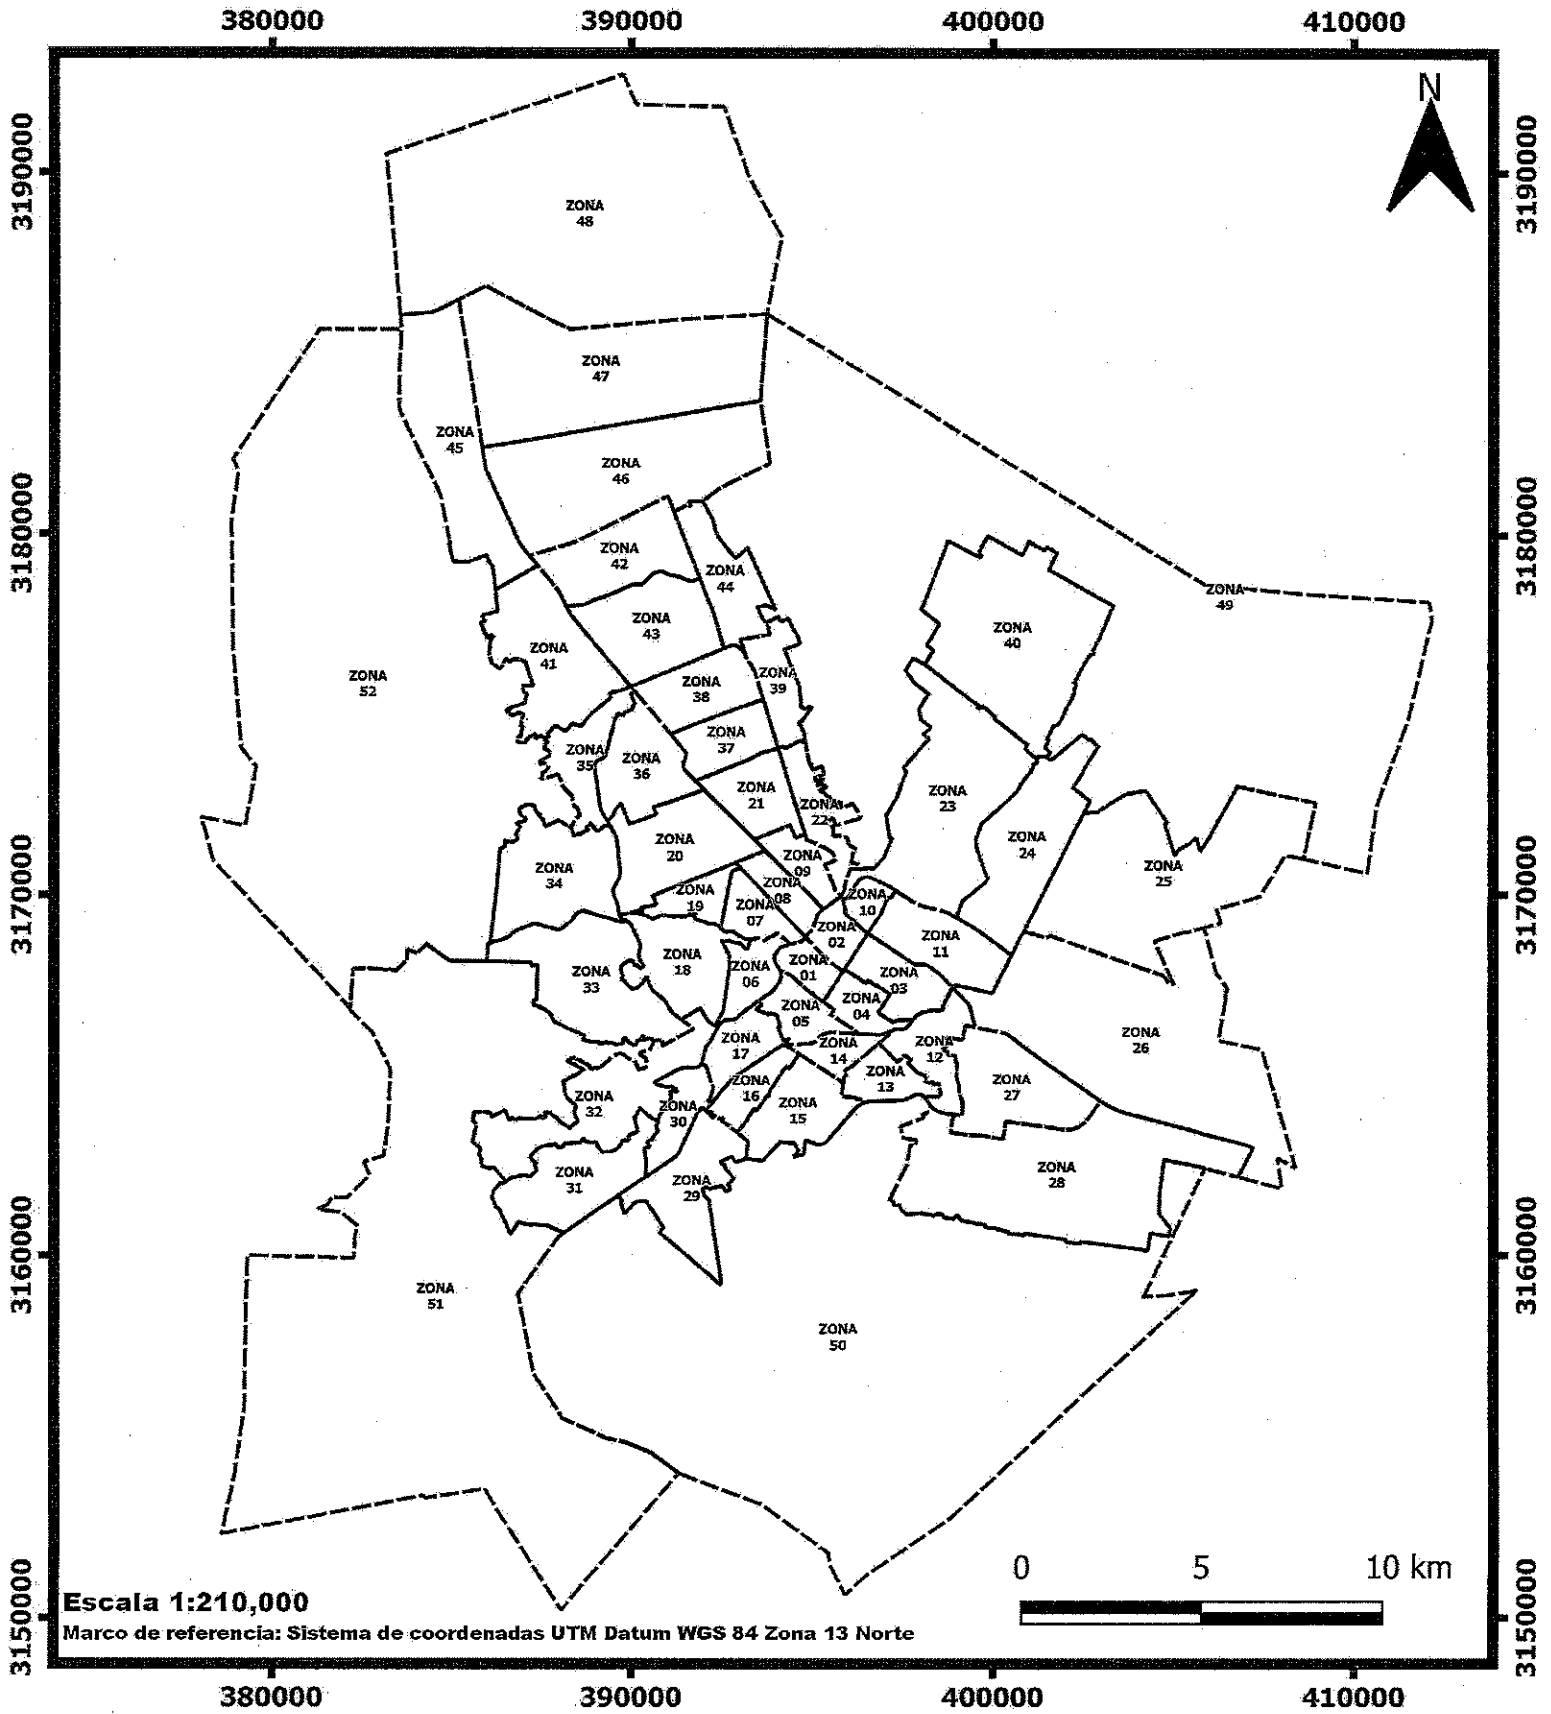 380000
390000
400000
410000
N
3190000
3190000
ZONA
48
ZONA
47
ZONA
45
ZONA
46
3180000
3180000
ZONA
42
ZONA
44
ZONA
49
ZONA
43
ZONA
40
ZONA
41
ZONA
52
ZONA
38
ZONA
39
ZONA
37
ZONA
35
ZONA
36
ZONA
21
ZONA
22
ZONA
23
ZONA
24
ZONA
20
ZONA
09
ZONA
25
3170000
3170000
ZONA
34
ZONA
19
ZONA
08
ZONA
07
ZONA
10
ZONA
02
ZONA
11
ZONA
18
ZONA
06
ZONA
01
ZONA
33
ZONA
03
ZONA
04
ZONA
05
ZONA
26
ZONA
17
ZONA
14
ZONA
12
ZONA
13
ZONA
16
ZONA
27
ZONA
32
ZONA
30
ZONA
15
ZONA
31
ZONA
29
ZONA
28
3160000
3160000
ZONA
51
ZONA
50
0
5
10 km
3150000
3150000
Escala 1:210,000
Marco de referencia: Sistema de coordenadas UTM Datum WGS 84 Zona 13 Norte
380000
390000
400000
410000